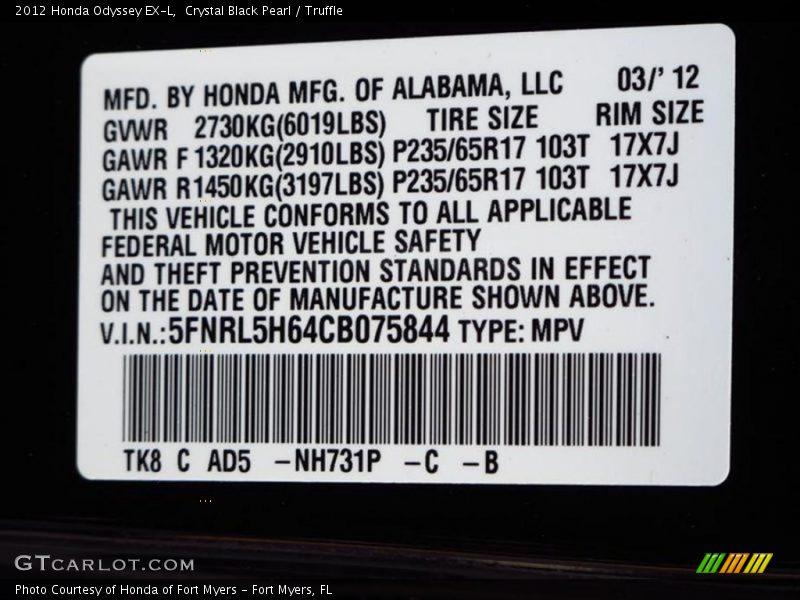 2012 Honda Odyssey EX-L,  Crystal Black Pearl / Truffle
MFD. BY HONDA MFG. OF ALABAMA, LLC 03/' 12
GVWR 2730KG(6019LBS) TIRE SIZE RIM SIZE
GAWR F 1320KG(2910LBS) P235/65R17 103T 17X7J
GAWR R1450KG(3197LBS) P235/65R17 103T 17X7J
THIS VEHICLE CONFORMS TO ALL APPLICABLE
FEDERAL MOTOR VEHICLE SAFETY
AND THEFT PREVENTION STANDARDS IN EFFECT
ON THE DATE OF MANUFACTURE SHOWN ABOVE.
V.I.N.:5FNRL5H64CB075844 TYPE: MPV
TK8 C AD5 -NH731P -C -B
GTCARLOT.COM
Photo Courtesy of Honda of Fort Myers - Fort Myers, FL